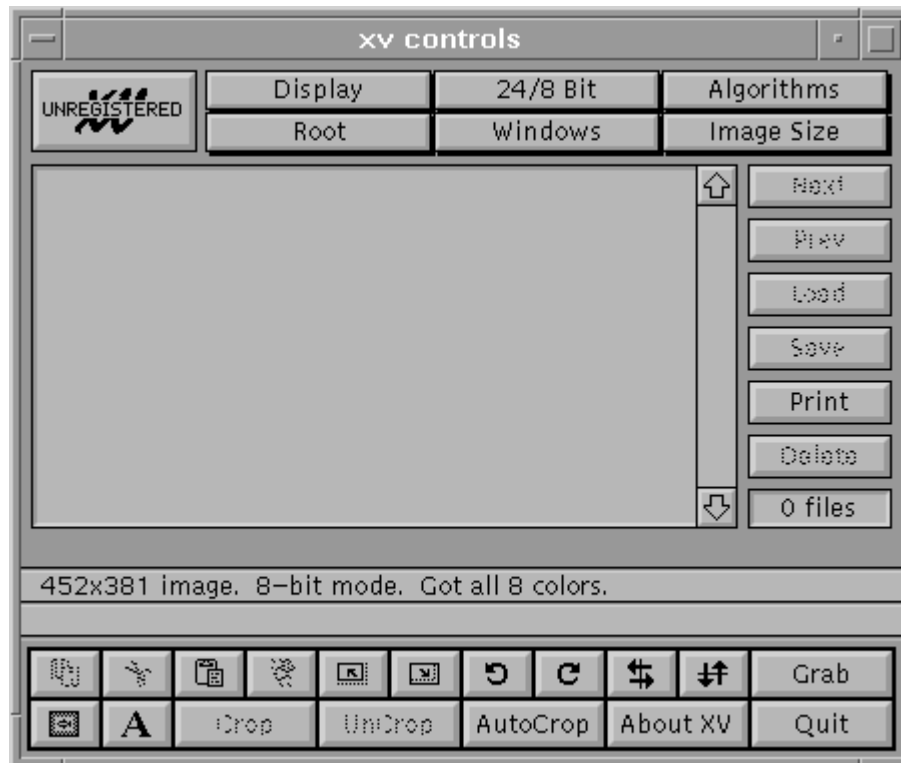 xv controls
UNREGISTERED
Display
24/8 Bit
Algorithms
Root
Windows
Image Size
Next
Prev
Load
Save
Print
Delete
0 files
452x381 image. 8-bit mode. Got all 8 colors.
Grab
A
Crop
UnCrop
AutoCrop
About XV
Quit